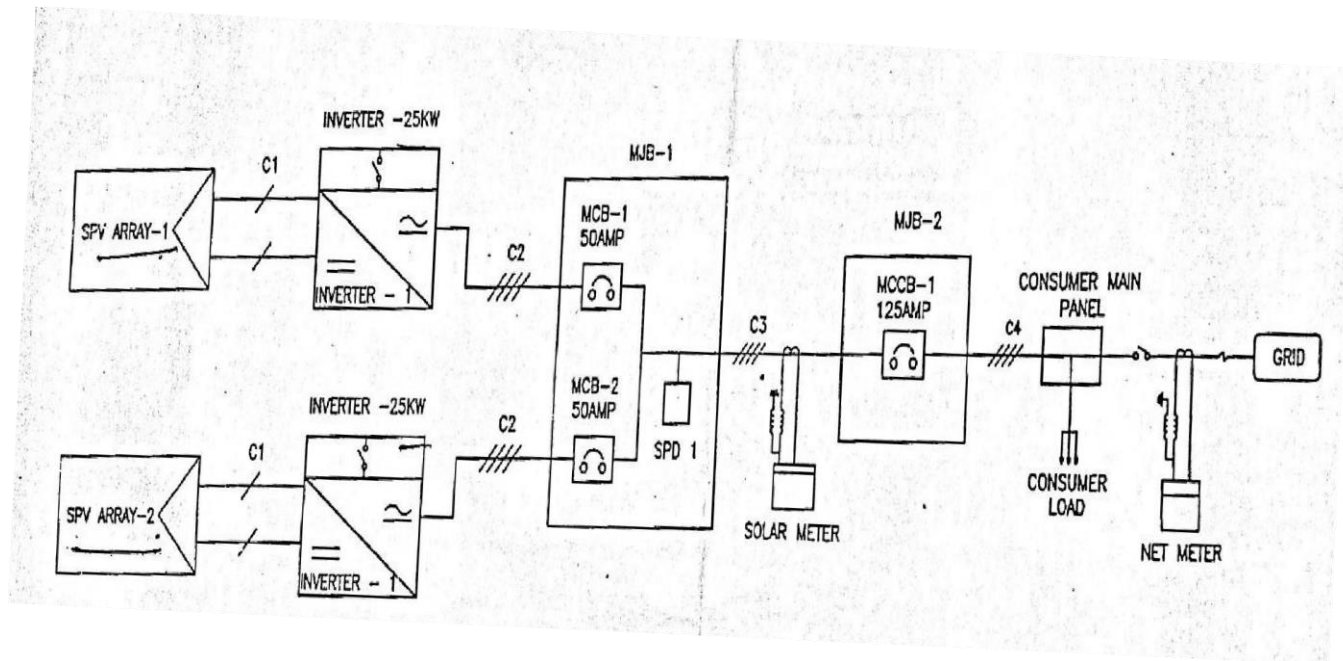 INVERTER -25KW
C1
SPV ARRAY-1
INVERTER - 1
C2
MJB-1
MCB-1
50AMP
MCB-2
50AMP
SPD 1
C3
SOLAR METER
MJB-2
MCCB-1
125AMP
C4
CONSUMER MAIN
PANEL
CONSUMER
LOAD
NET METER
GRID
INVERTER -25KW
C1
SPV ARRAY-2
INVERTER - 1
C2